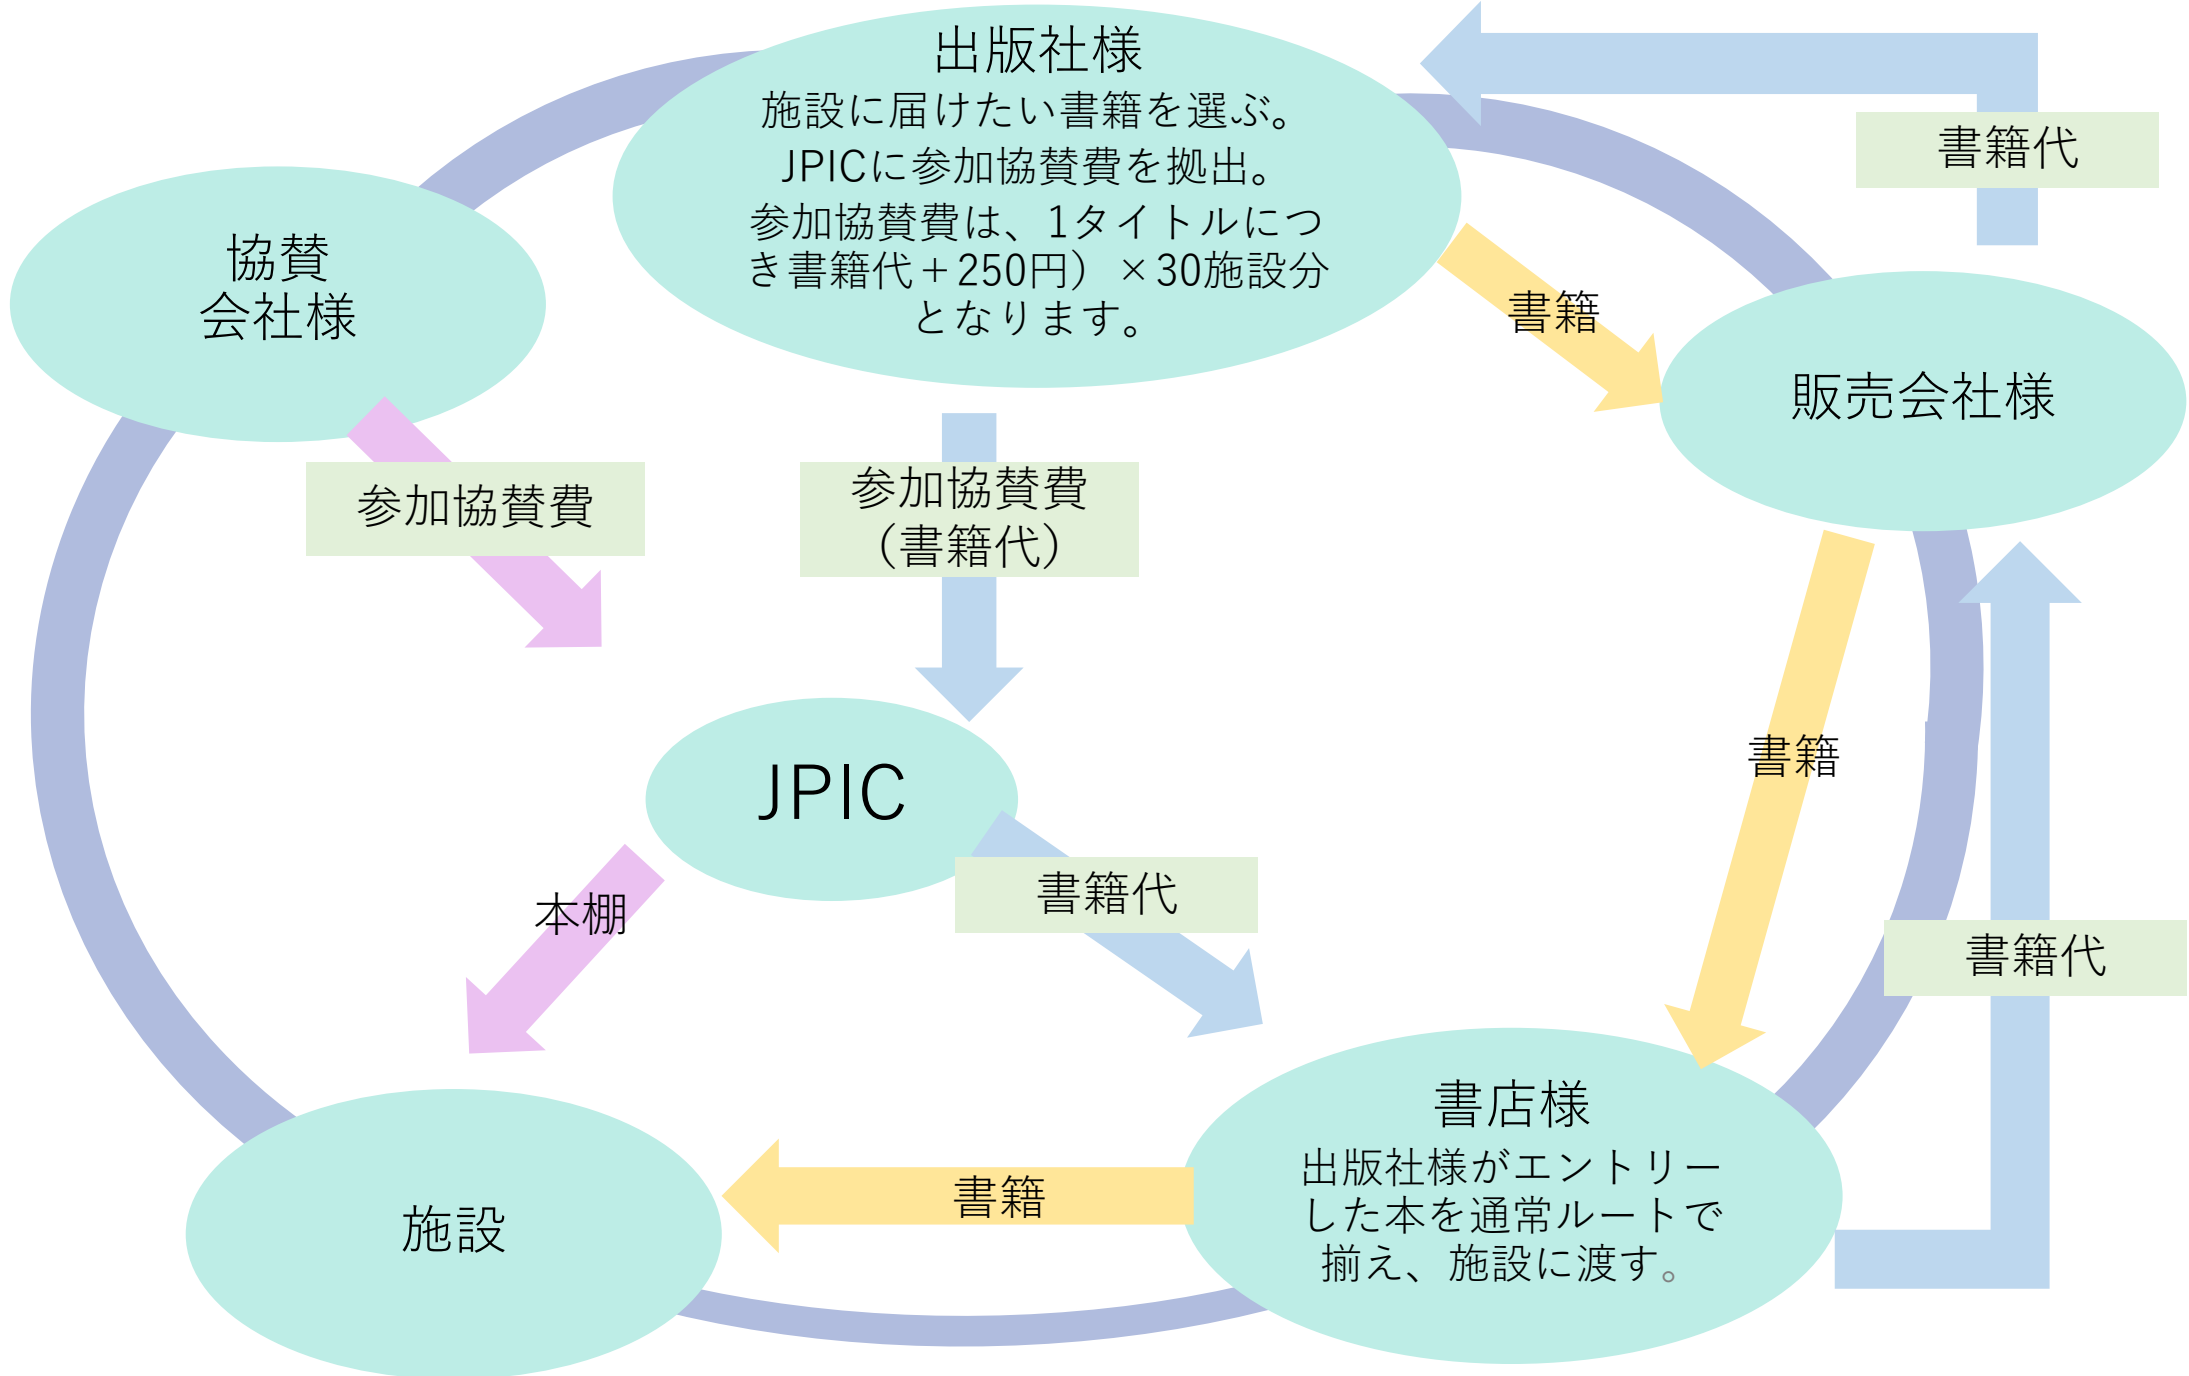 出版社様
施設に届けたい書籍を選ぶ。
JPICに参加協賛費を拠出。
参加協賛費は、1タイトルにつ
き書籍代＋250円）×30施設分
となります。
書籍代
協賛
会社様
書籍
販売会社様
参加協賛費
参加協賛費
（書籍代）
JPIC
書籍
本棚
書籍代
書籍代
書店様
出版社様がエントリー
した本を通常ルートで
揃え、施設に渡す。
書籍
施設